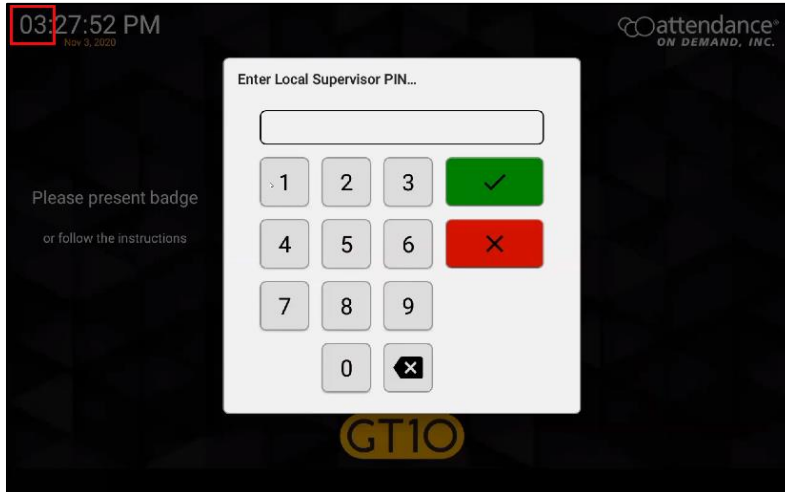 03:27:52 PM
Nov 3, 2020
attendance®
ON DEMAND, INC.
Enter Local Supervisor PIN...
1 2 3
Please present badge
or follow the instructions
4 5 6
7 8 9
0
GT10